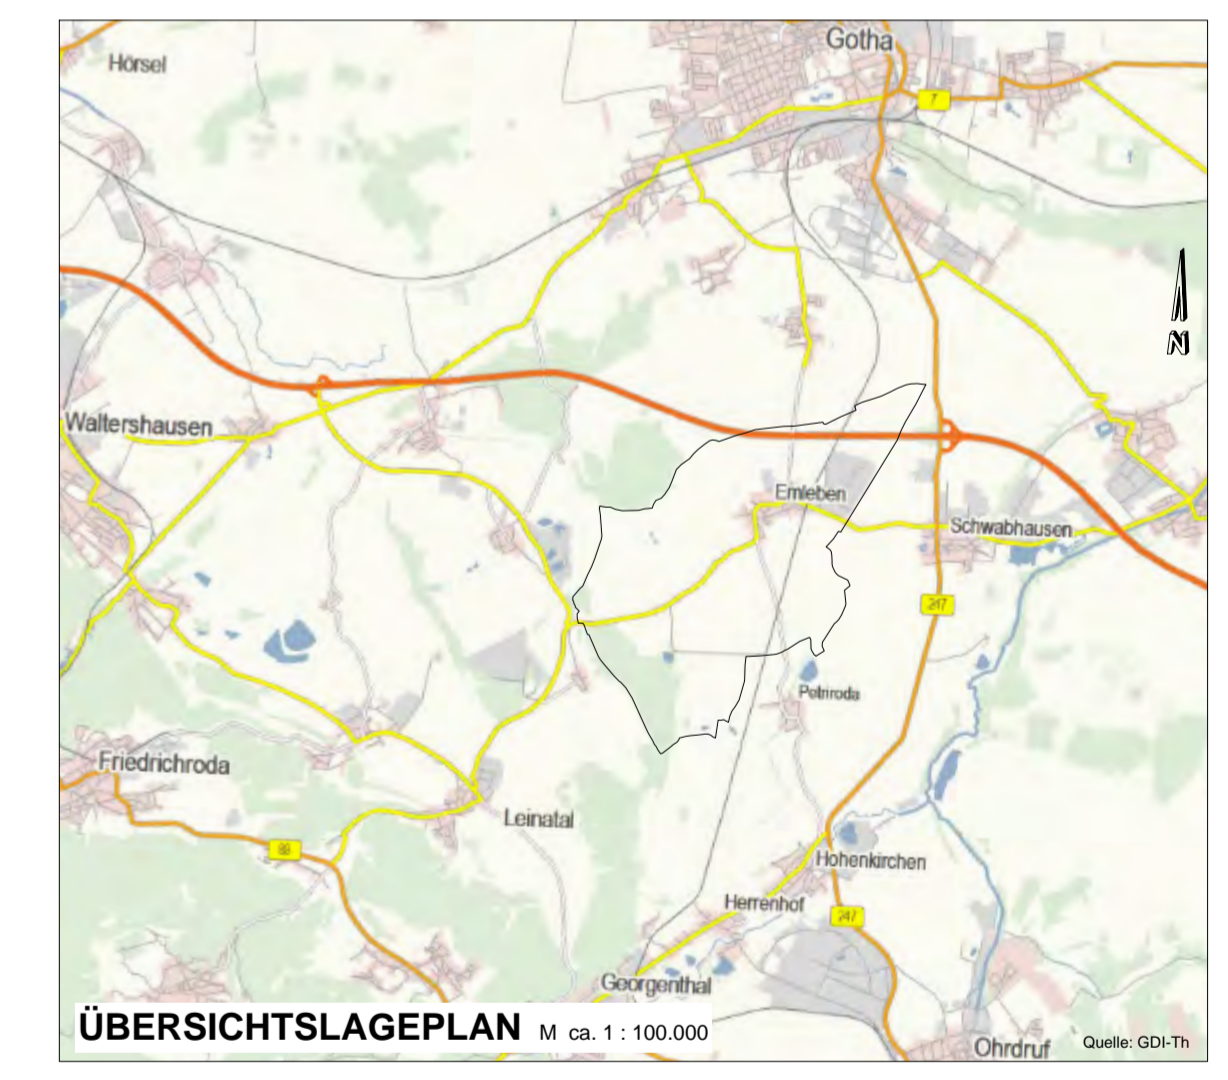 Gotha
Hörsel
7
N
Waltershausen
Emleben
Schwabhausen
247
Petriroda
Friedrichroda
Leinatal
88
Hohenkirchen
Herrenhof
247
Georgenthal
ÜBERSICHTSLAGEPLAN M ca. 1 : 100.000
Ohrdruf
Quelle: GDI-Th